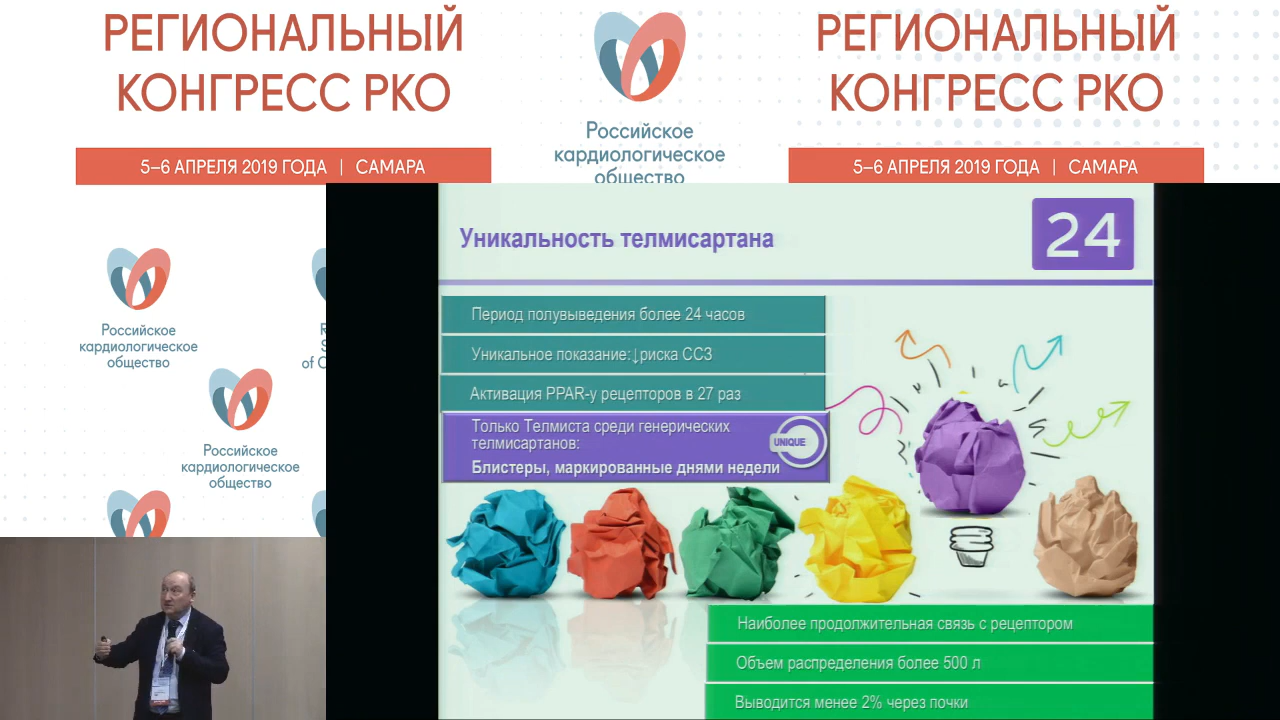 РЕГИОНАЛЬНЫЙ
КОНГРЕСС РКО
5–6 АПРЕЛЯ 2019 ГОДА | САМАРА
Российское
кардиологическое
общество
РЕГИОНАЛЬНЫЙ
КОНГРЕСС РКО
5–6 АПРЕЛЯ 2019 ГОДА | САМАРА
Российское
кардиологическое
общество
R
S
of C
Российское
кардиологическое
общество
Уникальность телмисартана
24
Период полувыведения более 24 часов
Уникальное показание:↓риска ССЗ
Активация PPAR-γ рецепторов в 27 раз
Только Телмиста среди генерических
телмисартанов:
UNIQUE
Блистеры, маркированные днями недели
Наиболее продолжительная связь с рецептором
Объем распределения более 500 л
Выводится менее 2% через почки